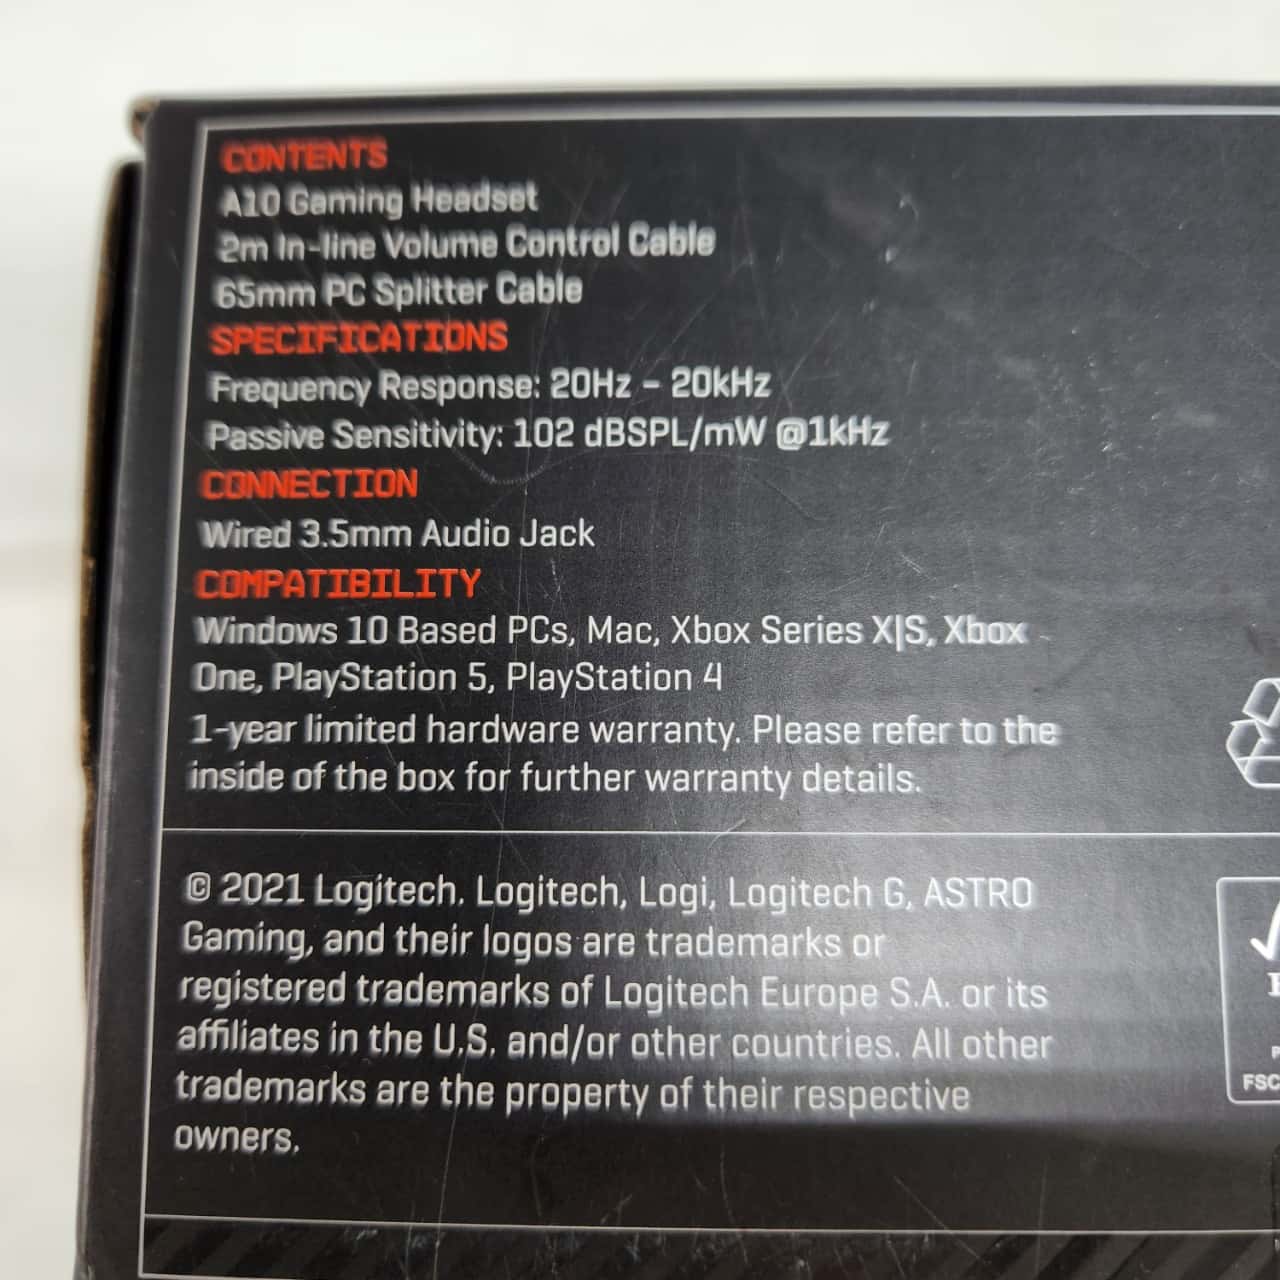 CONTENTS
A10 Gaming Headset
2m In-line Volume Control Cable
65mm PC Splitter Cable
SPECIFICATIONS
Frequency Response: 20Hz – 20kHz
Passive Sensitivity: 102 dBSPL/mW @1kHz
CONNECTION
Wired 3.5mm Audio Jack
COMPATIBILITY
Windows 10 Based PCs, Mac, Xbox Series X|S, Xbox
One, PlayStation 5, PlayStation 4
1-year limited hardware warranty. Please refer to the
inside of the box for further warranty details.
© 2021 Logitech. Logitech, Logi, Logitech G, ASTRO
Gaming, and their logos are trademarks or
registered trademarks of Logitech Europe S.A. or its
affiliates in the U.S. and/or other countries. All other
trademarks are the property of their respective
owners.
FSC